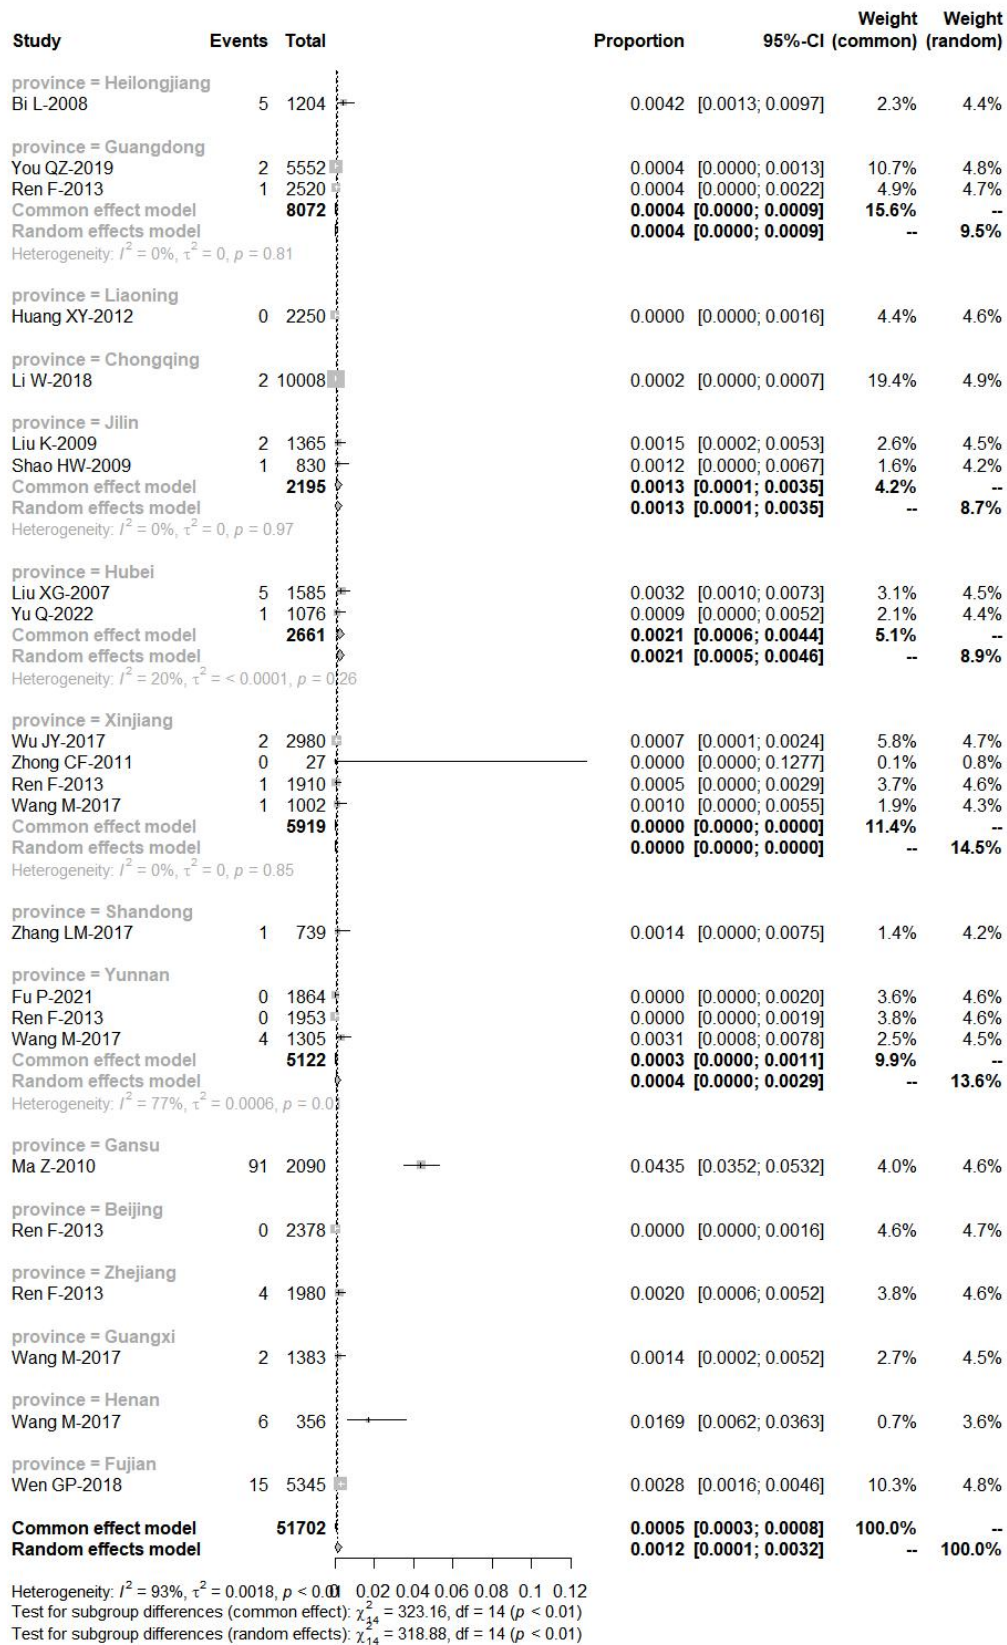 Weight Weight
Study Events Total Proportion 95%-CI (common) (random)
province = Heilongjiang
Bi L-2008 5 1204 0.0042 [0.0013; 0.0097] 2.3% 4.4%
province = Guangdong
You QZ-2019 2 5552 0.0004 [0.0000; 0.0013] 10.7% 4.8%
Ren F-2013 1 2520 0.0004 [0.0000; 0.0022] 4.9% 4.7%
Common effect model 8072 0.0004 [0.0000; 0.0009] 15.6% --
Random effects model 0.0004 [0.0000; 0.0009] -- 9.5%
Heterogeneity: I² = 0%, τ² = 0, p = 0.81
province = Liaoning
Huang XY-2012 0 2250 0.0000 [0.0000; 0.0016] 4.4% 4.6%
province = Chongqing
Li W-2018 2 10008 0.0002 [0.0000; 0.0007] 19.4% 4.9%
province = Jilin
Liu K-2009 2 1365 0.0015 [0.0002; 0.0053] 2.6% 4.5%
Shao HW-2009 1 830 0.0012 [0.0000; 0.0067] 1.6% 4.2%
Common effect model 2195 0.0013 [0.0001; 0.0035] 4.2% --
Random effects model 0.0013 [0.0001; 0.0035] -- 8.7%
Heterogeneity: I² = 0%, τ² = 0, p = 0.97
province = Hubei
Liu XG-2007 5 1585 0.0032 [0.0010; 0.0073] 3.1% 4.5%
Yu Q-2022 1 1076 0.0009 [0.0000; 0.0052] 2.1% 4.4%
Common effect model 2661 0.0021 [0.0006; 0.0044] 5.1% --
Random effects model 0.0021 [0.0005; 0.0046] -- 8.9%
Heterogeneity: I² = 20%, τ² = < 0.0001, p = 0.26
province = Xinjiang
Wu JY-2017 2 2980 0.0007 [0.0001; 0.0024] 5.8% 4.7%
Zhong CF-2011 0 27 0.0000 [0.0000; 0.1277] 0.1% 0.8%
Ren F-2013 1 1910 0.0005 [0.0000; 0.0029] 3.7% 4.6%
Wang M-2017 1 1002 0.0010 [0.0000; 0.0055] 1.9% 4.3%
Common effect model 5919 0.0000 [0.0000; 0.0000] 11.4% --
Random effects model 0.0000 [0.0000; 0.0000] -- 14.5%
Heterogeneity: I² = 0%, τ² = 0, p = 0.85
province = Shandong
Zhang LM-2017 1 739 0.0014 [0.0000; 0.0075] 1.4% 4.2%
province = Yunnan
Fu P-2021 0 1864 0.0000 [0.0000; 0.0020] 3.6% 4.6%
Ren F-2013 0 1953 0.0000 [0.0000; 0.0019] 3.8% 4.6%
Wang M-2017 4 1305 0.0031 [0.0008; 0.0078] 2.5% 4.5%
Common effect model 5122 0.0003 [0.0000; 0.0011] 9.9% --
Random effects model 0.0004 [0.0000; 0.0029] -- 13.6%
Heterogeneity: I² = 77%, τ² = 0.0006, p = 0.01
province = Gansu
Ma Z-2010 91 2090 0.0435 [0.0352; 0.0532] 4.0% 4.6%
province = Beijing
Ren F-2013 0 2378 0.0000 [0.0000; 0.0016] 4.6% 4.7%
province = Zhejiang
Ren F-2013 4 1980 0.0020 [0.0006; 0.0052] 3.8% 4.6%
province = Guangxi
Wang M-2017 2 1383 0.0014 [0.0002; 0.0052] 2.7% 4.5%
province = Henan
Wang M-2017 6 356 0.0169 [0.0062; 0.0363] 0.7% 3.6%
province = Fujian
Wen GP-2018 15 5345 0.0028 [0.0016; 0.0046] 10.3% 4.8%
Common effect model 51702 0.0005 [0.0003; 0.0008] 100.0% --
Random effects model 0.0012 [0.0001; 0.0032] -- 100.0%
Heterogeneity: I² = 93%, τ² = 0.0018, p < 0.01 0 0.02 0.04 0.06 0.08 0.1 0.12
Test for subgroup differences (common effect): χ²₁₄ = 323.16, df = 14 (p < 0.01)
Test for subgroup differences (random effects): χ²₁₄ = 318.88, df = 14 (p < 0.01)